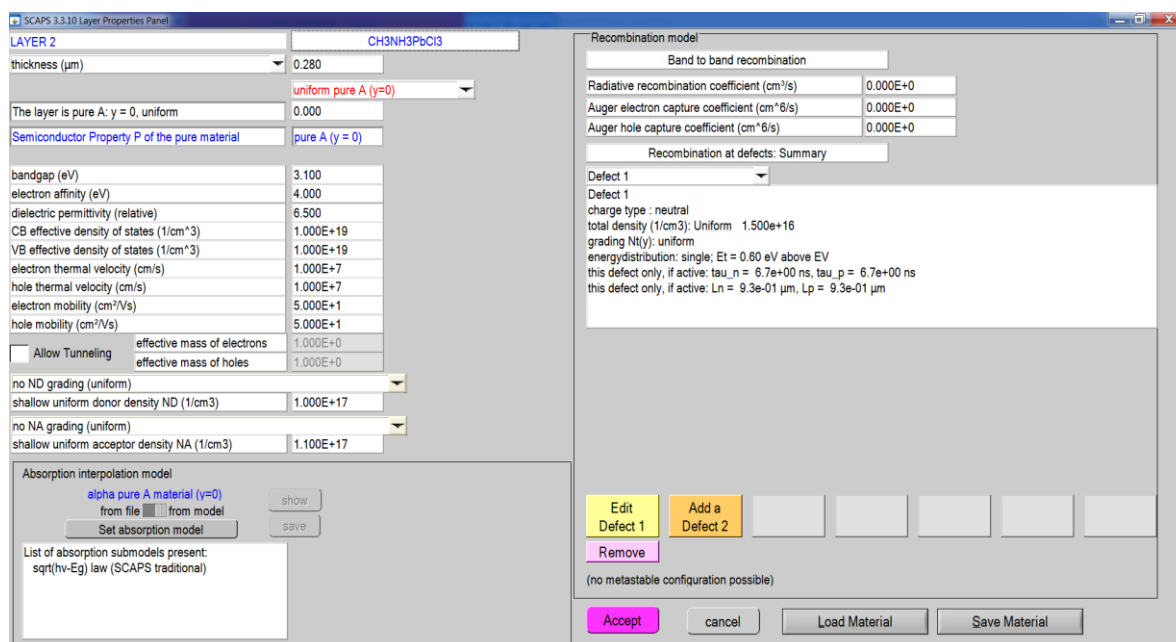 SCAPS 3.3.10 Layer Properties Panel
LAYER 2 CH3NH3PbCl3
thickness (µm) 0.280
uniform pure A (y=0)
The layer is pure A: y = 0, uniform 0.000
Semiconductor Property P of the pure material pure A (y = 0)
bandgap (eV) 3.100
electron affinity (eV) 4.000
dielectric permittivity (relative) 6.500
CB effective density of states (1/cm^3) 1.000E+19
VB effective density of states (1/cm^3) 1.000E+19
electron thermal velocity (cm/s) 1.000E+7
hole thermal velocity (cm/s) 1.000E+7
electron mobility (cm²/Vs) 5.000E+1
hole mobility (cm²/Vs) 5.000E+1
Allow Tunneling
effective mass of electrons 1.000E+0
effective mass of holes 1.000E+0
no ND grading (uniform)
shallow uniform donor density ND (1/cm3) 1.000E+17
no NA grading (uniform)
shallow uniform acceptor density NA (1/cm3) 1.100E+17
Absorption interpolation model
alpha pure A material (y=0)
from file from model
show
Set absorption model
save
List of absorption submodels present:
sqrt(hv-Eg) law (SCAPS traditional)
Recombination model
Band to band recombination
Radiative recombination coefficient (cm³/s) 0.000E+0
Auger electron capture coefficient (cm^6/s) 0.000E+0
Auger hole capture coefficient (cm^6/s) 0.000E+0
Recombination at defects: Summary
Defect 1
Defect 1
charge type : neutral
total density (1/cm3): Uniform 1.500e+16
grading Nt(y): uniform
energydistribution: single; Et = 0.60 eV above EV
this defect only, if active: tau_n = 6.7e+00 ns, tau_p = 6.7e+00 ns
this defect only, if active: Ln = 9.3e-01 µm, Lp = 9.3e-01 µm
Edit
Defect 1
Add a
Defect 2
Remove
(no metastable configuration possible)
Accept cancel Load Material Save Material